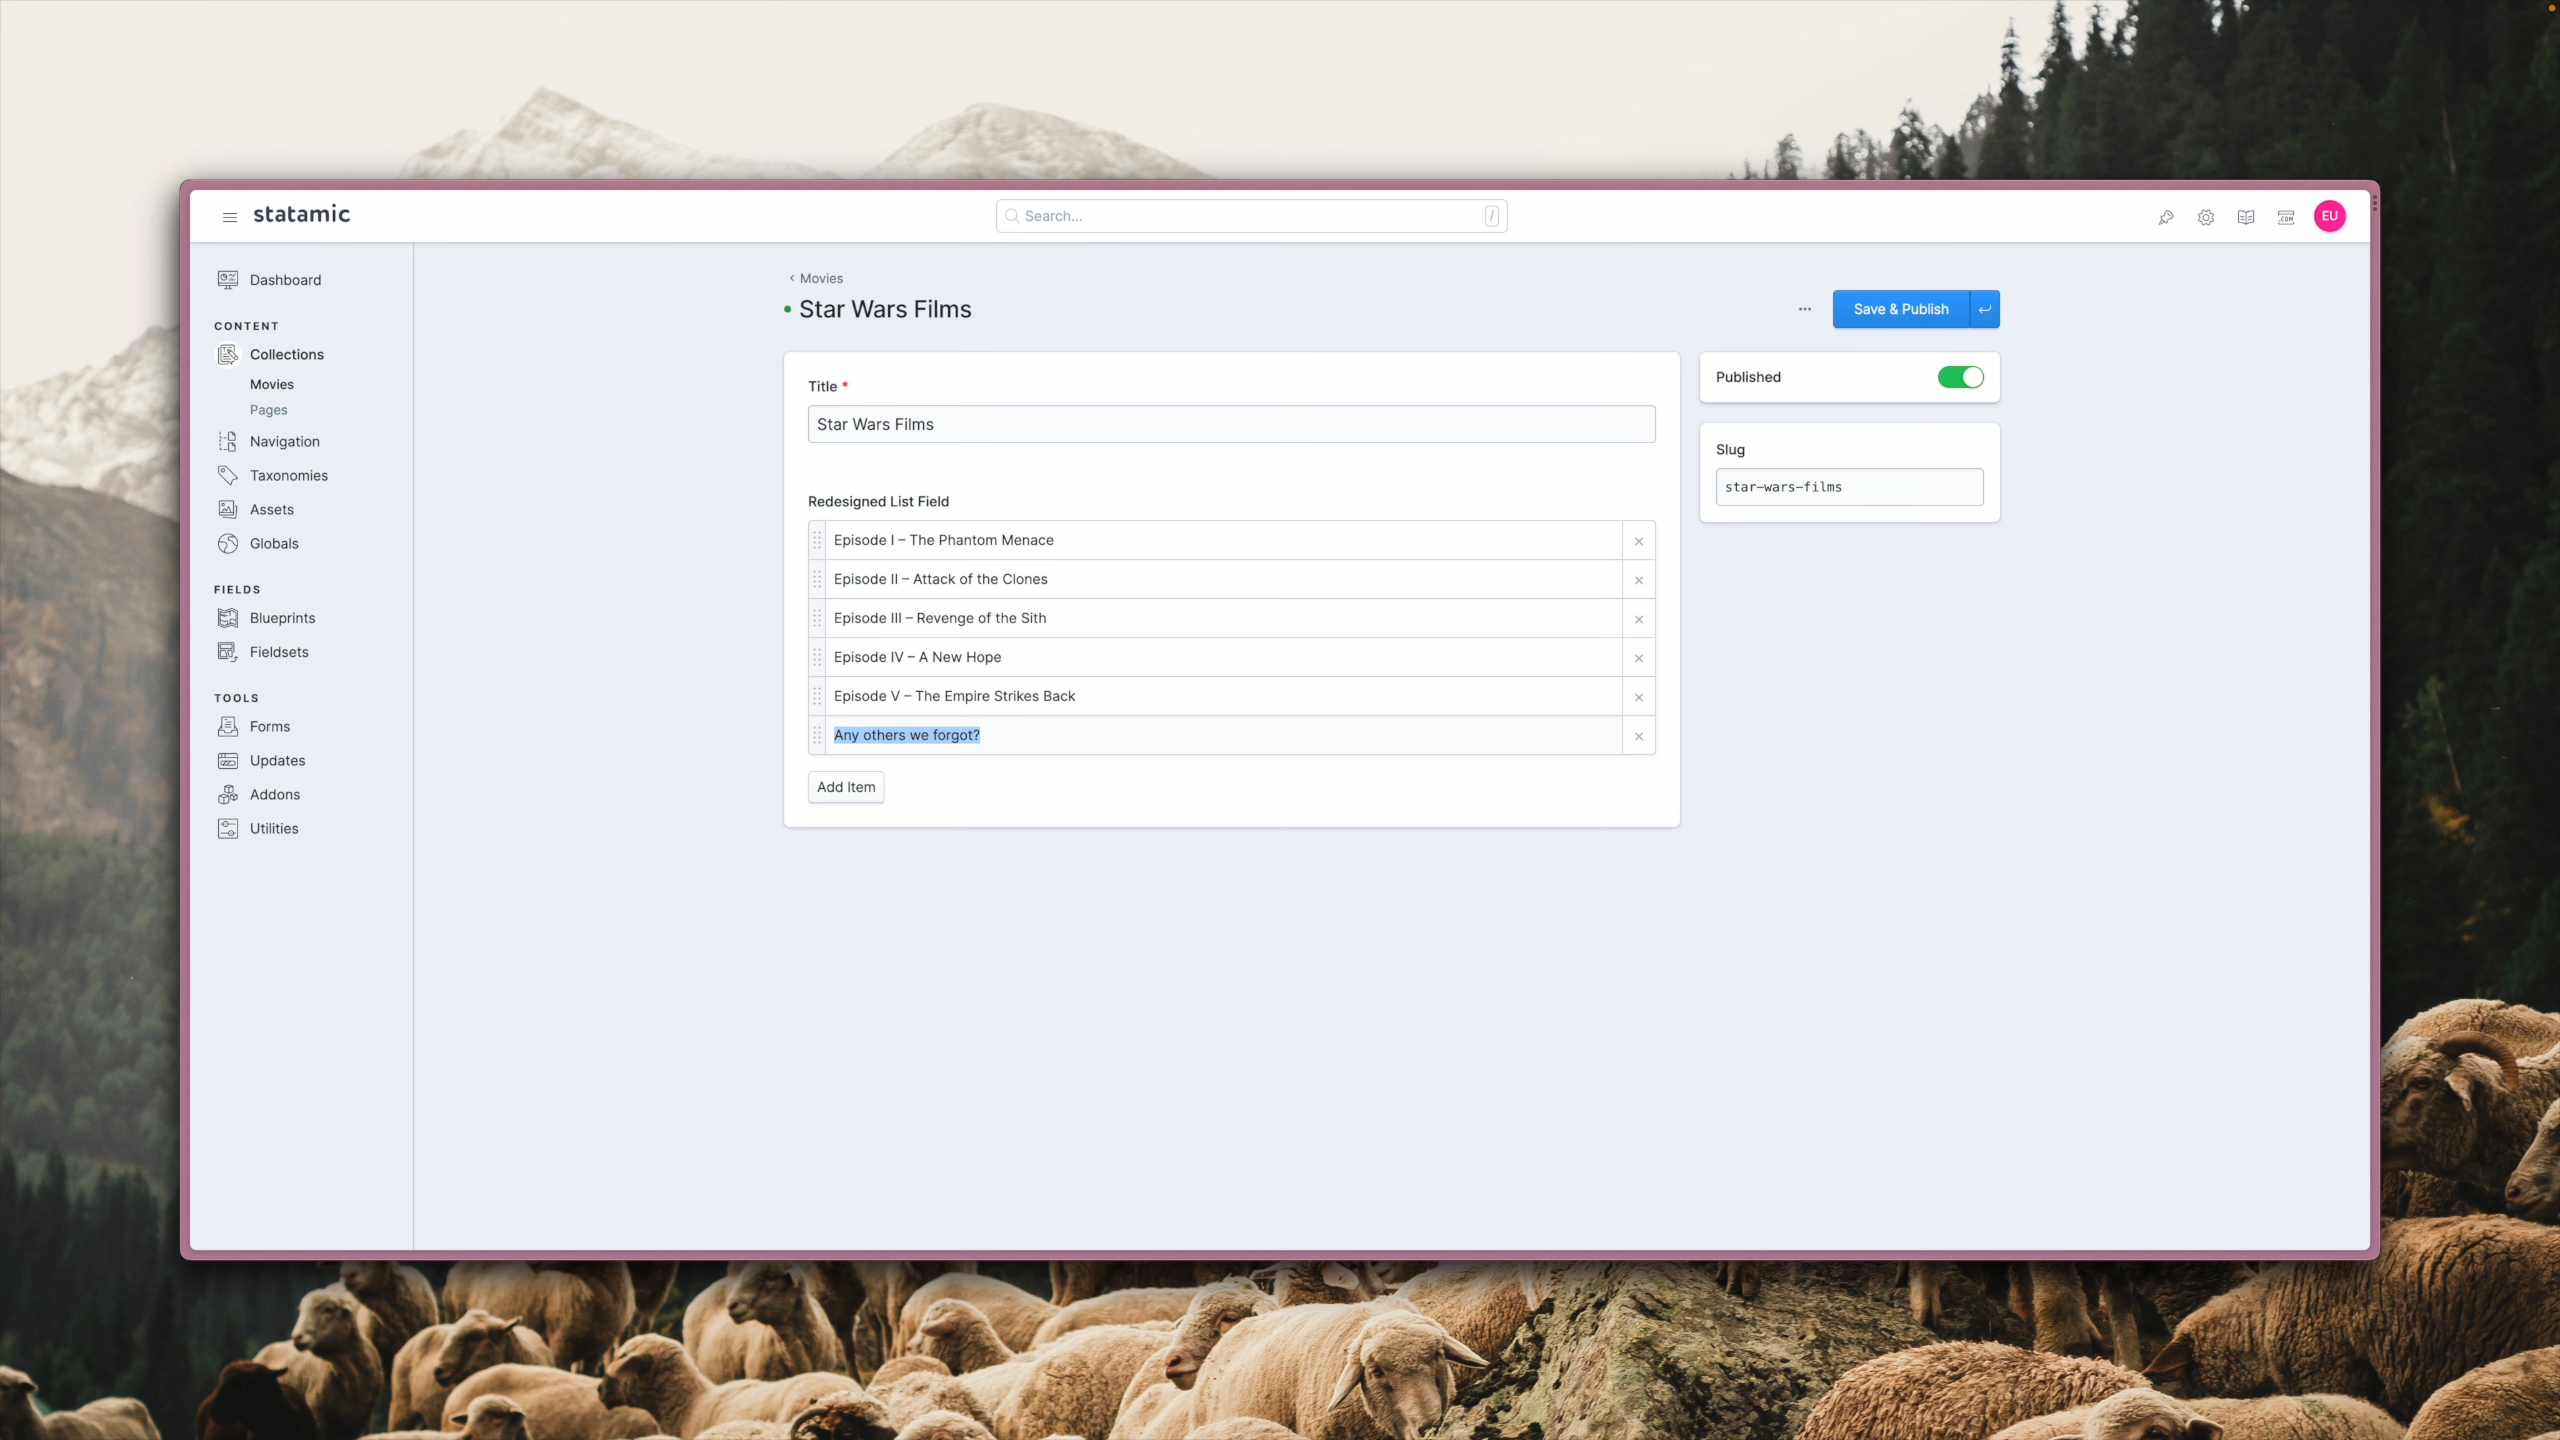 statamic
Search...
/
.COM
EU
Dashboard
CONTENT
Collections
Movies
Pages
Navigation
Taxonomies
Assets
Globals
FIELDS
Blueprints
Fieldsets
TOOLS
Forms
Updates
Addons
Utilities
Movies
Star Wars Films
Save & Publish
Title *
Star Wars Films
Redesigned List Field
Episode I – The Phantom Menace
Episode II – Attack of the Clones
Episode III – Revenge of the Sith
Episode IV – A New Hope
Episode V – The Empire Strikes Back
Any others we forgot?
Add Item
Published
Slug
star-wars-films